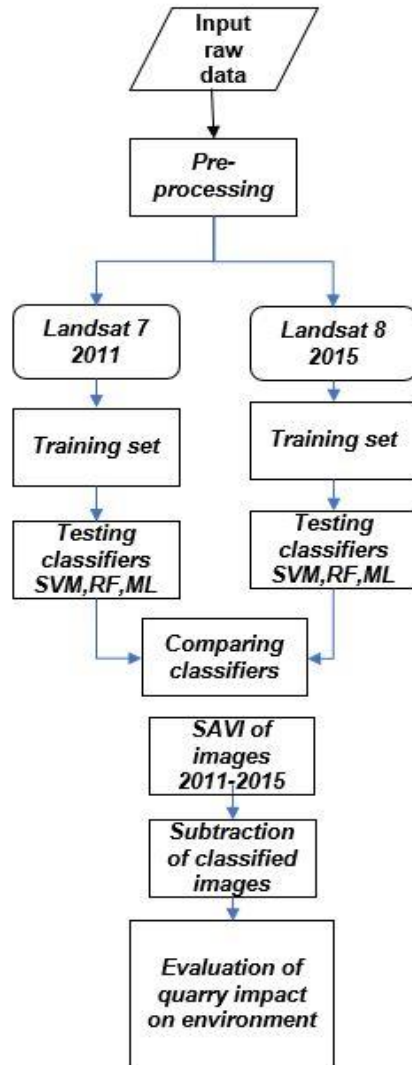 Input
raw
data
Pre-
processing
Landsat 7
2011
Landsat 8
2015
Training set
Training set
Testing
classifiers
SVM,RF,ML
Testing
classifiers
SVM,RF,ML
Comparing
classifiers
SAVI of
images
2011-2015
Subtraction
of classified
images
Evaluation of
quarry impact
on environment